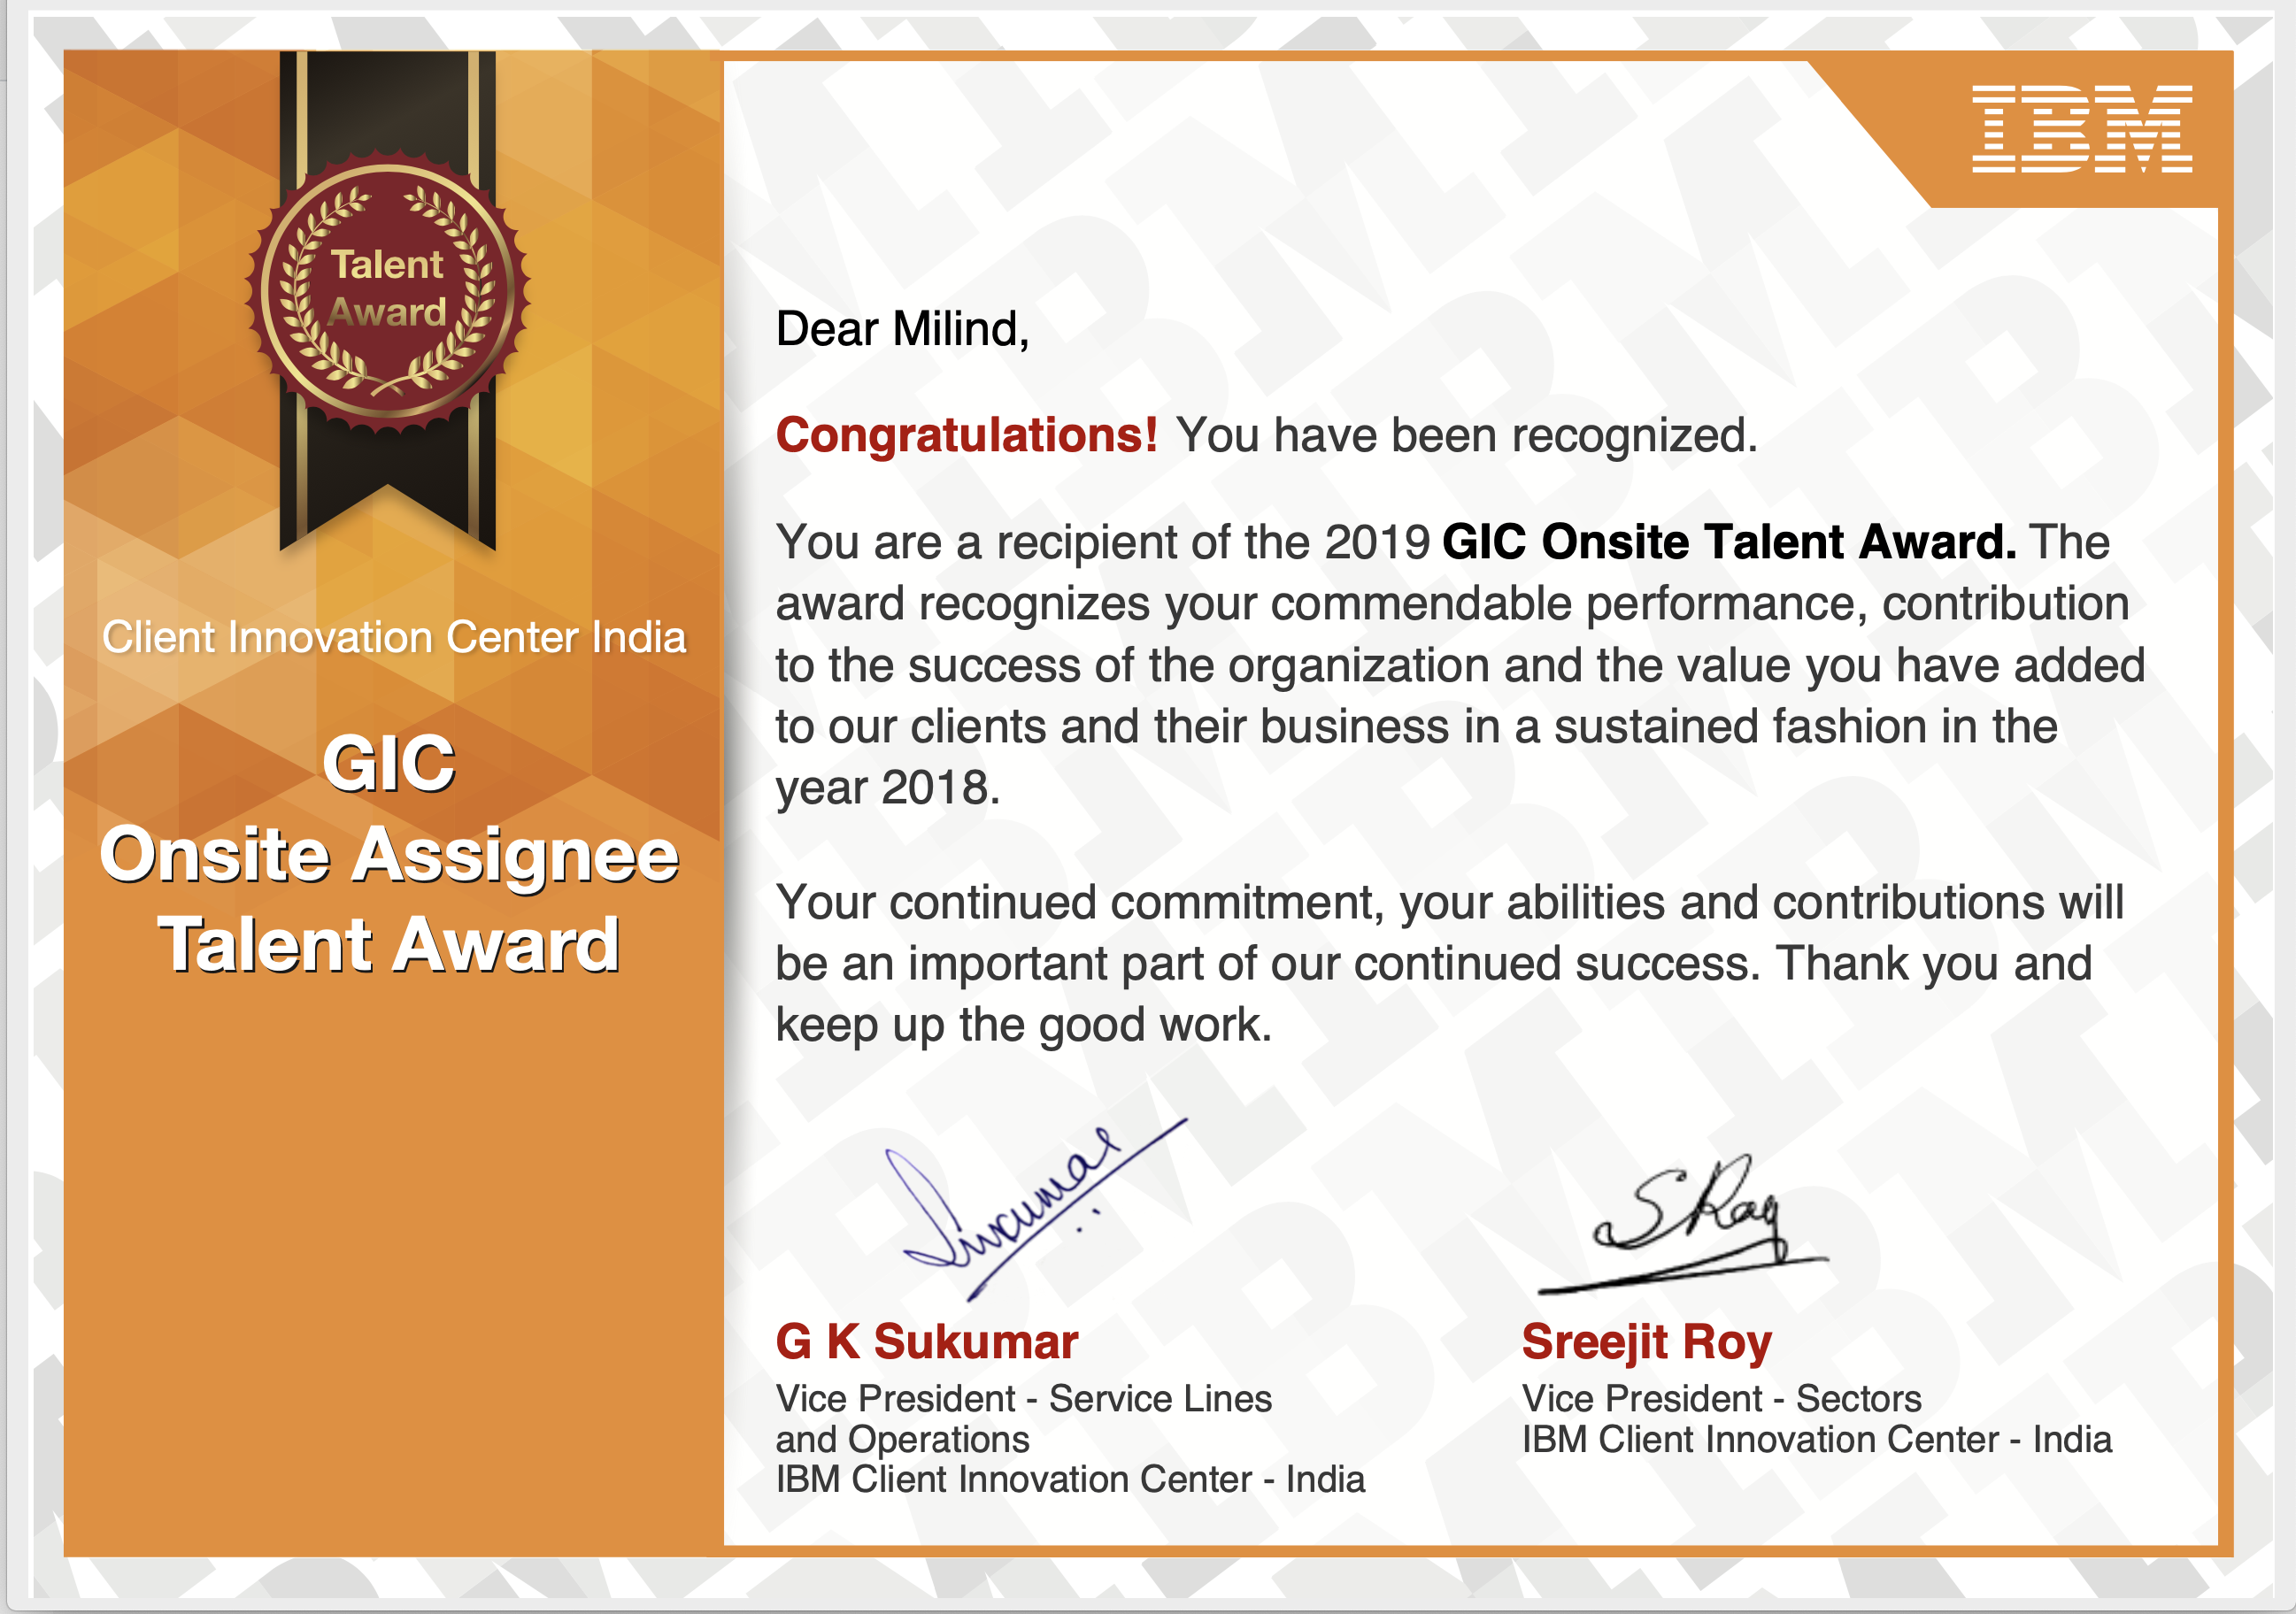 Talent
Award
Client Innovation Center India
GIC
Onsite Assignee
Talent Award
IBM
Dear Milind,
Congratulations! You have been recognized.
You are a recipient of the 2019 GIC Onsite Talent Award. The
award recognizes your commendable performance, contribution
to the success of the organization and the value you have added
to our clients and their business in a sustained fashion in the
year 2018.
Your continued commitment, your abilities and contributions will
be an important part of our continued success. Thank you and
keep up the good work.
S Ray
G K Sukumar
Vice President - Service Lines
and Operations
IBM Client Innovation Center - India
Sreejit Roy
Vice President - Sectors
IBM Client Innovation Center - India